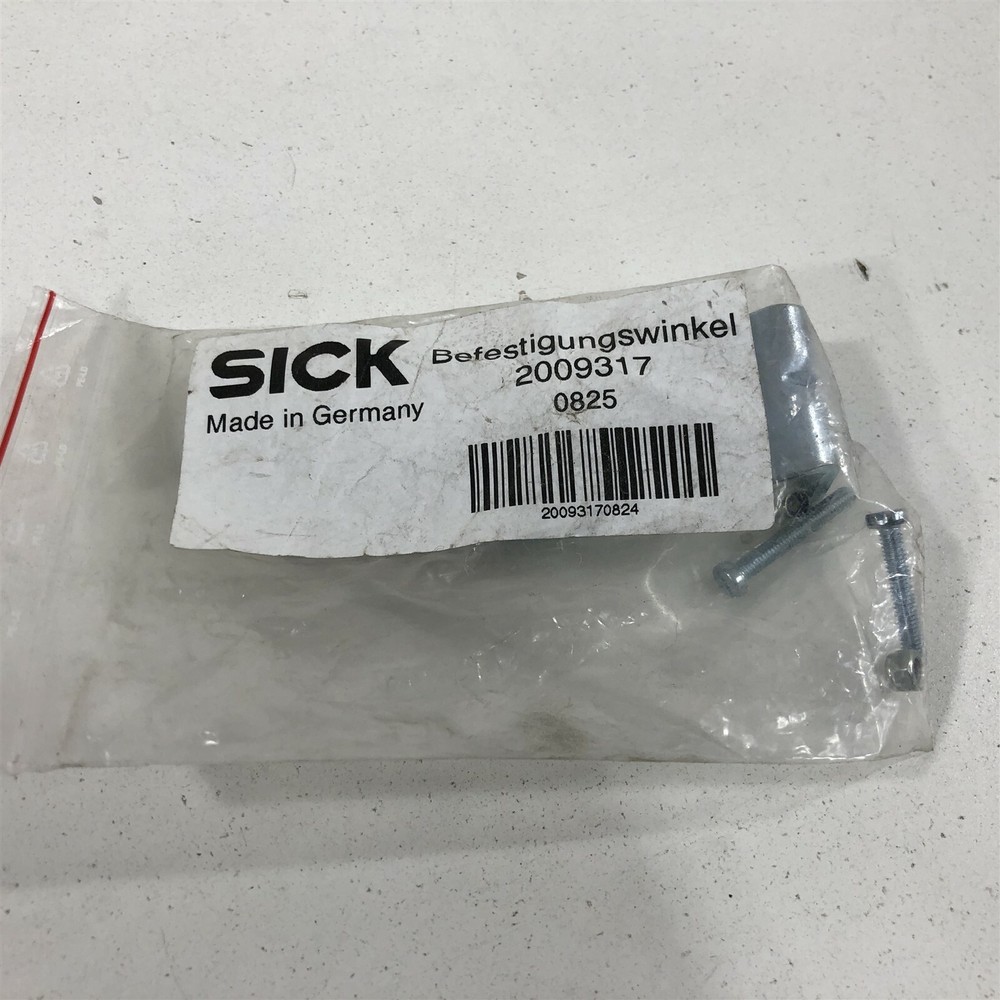 SICK
Made in Germany
Befestigungswinkel
2009317
0825
20093170824